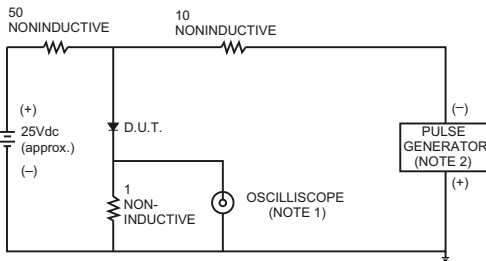 50
NONINDUCTIVE
10
NONINDUCTIVE
(+)
25Vdc
(approx.)
(–)
D.U.T.
1
NON-
INDUCTIVE
OSCILLISCOPE
(NOTE 1)
(–)
PULSE
GENERATOR
(NOTE 2)
(+)